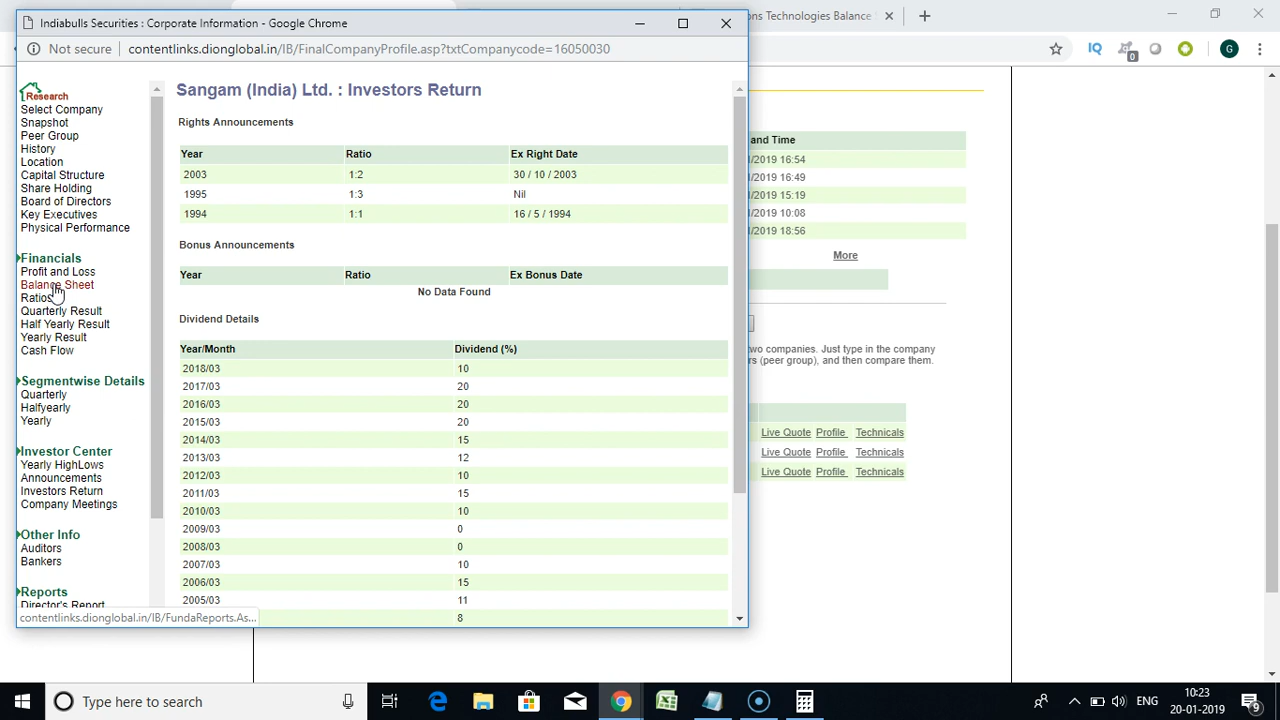 Indiabulls Securities : Corporate Information - Google Chrome
ons Technologies Balance S
Not secure
contentlinks.dionglobal.in/IB/FinalCompanyProfile.asp?txtCompanycode=16050030
IQ
0
G
Research
Select Company
Snapshot
Peer Group
History
Location
Capital Structure
Share Holding
Board of Directors
Key Executives
Physical Performance
Financials
Profit and Loss
Balance Sheet
Ratios
Quarterly Result
Half Yearly Result
Yearly Result
Cash Flow
Segmentwise Details
Quarterly
Halfyearly
Yearly
Investor Center
Yearly HighLows
Announcements
Investors Return
Company Meetings
Other Info
Auditors
Bankers
Reports
Director's Report
contentlinks.dionglobal.in/IB/FundaReports.As...
Sangam (India) Ltd. : Investors Return
Rights Announcements
Year Ratio Ex Right Date
2003 1:2 30 / 10 / 2003
1995 1:3 Nil
1994 1:1 16 / 5 / 1994
Bonus Announcements
Year Ratio Ex Bonus Date
No Data Found
Dividend Details
Year/Month Dividend (%)
2018/03 10
2017/03 20
2016/03 20
2015/03 20
2014/03 15
2013/03 12
2012/03 10
2011/03 15
2010/03 10
2009/03 0
2008/03 0
2007/03 10
2006/03 15
2005/03 11
8
and Time
/2019 16:54
/2019 16:49
/2019 15:19
/2019 10:08
/2019 18:56
More
two companies. Just type in the company
rs (peer group), and then compare them.
Live Quote Profile Technicals
Live Quote Profile Technicals
Live Quote Profile Technicals
Type here to search
ENG
10:23
20-01-2019
9